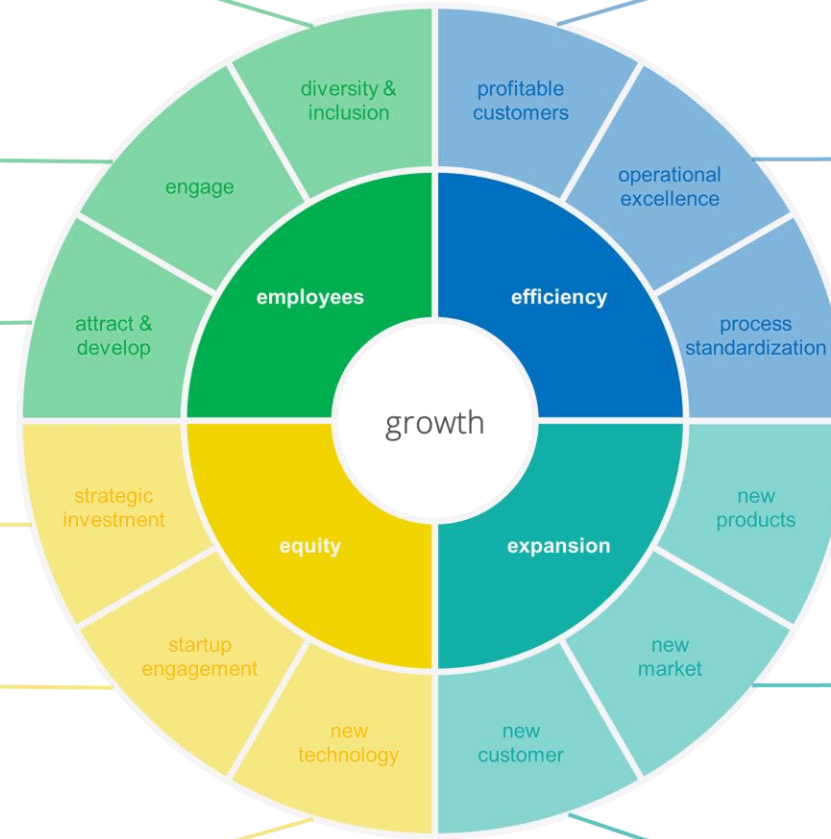 diversity &
inclusion
profitable
customers
engage
operational
excellence
employees
efficiency
attract &
develop
process
standardization
growth
strategic
investment
new
products
equity
expansion
startup
engagement
new
market
new
technology
new
customer